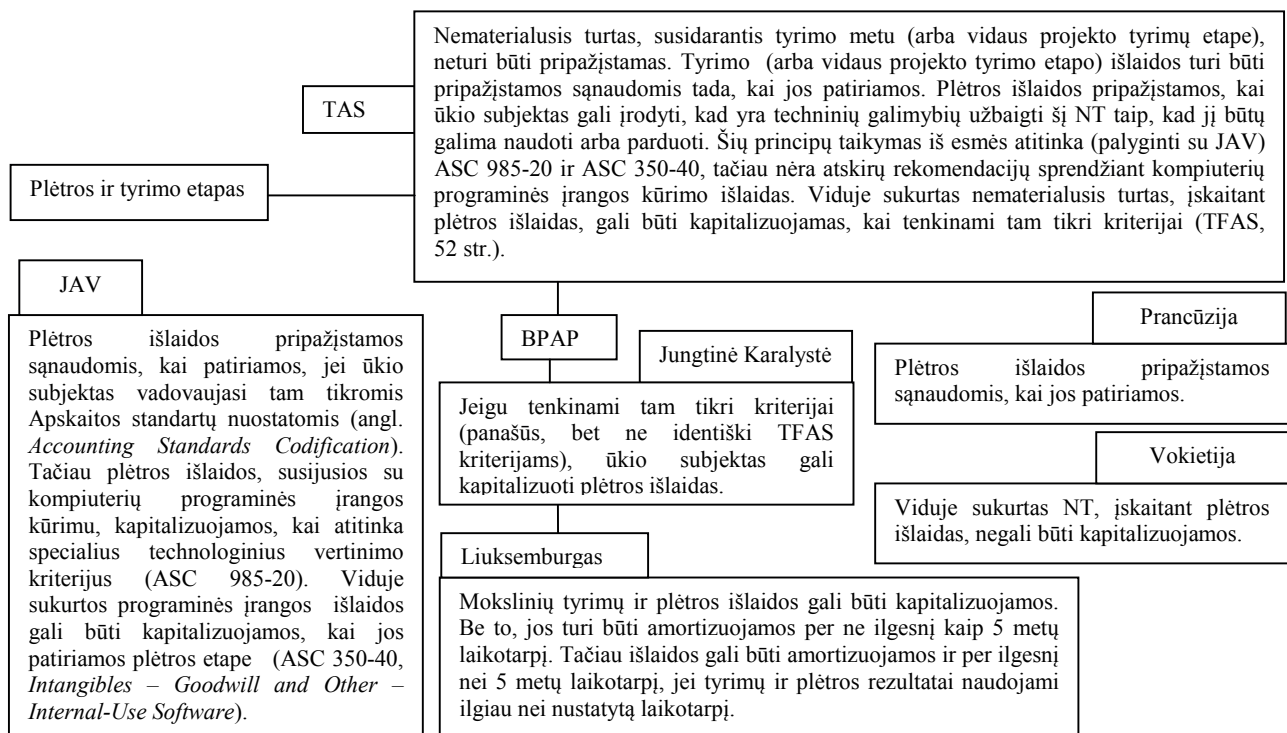 Nematerialusis turtas, susidarantis tyrimo metu (arba vidaus projekto tyrimų etape),
neturi būti pripažįstamas. Tyrimo (arba vidaus projekto tyrimo etapo) išlaidos turi būti
pripažįstamos sąnaudomis tada, kai jos patiriamos. Plėtros išlaidos pripažįstamos, kai
ūkio subjektas gali įrodyti, kad yra techninių galimybių užbaigti šį NT taip, kad jį būtų
galima naudoti arba parduoti. Šių principų taikymas iš esmės atitinka (palyginti su JAV)
ASC 985-20 ir ASC 350-40, tačiau nėra atskirų rekomendacijų sprendžiant kompiuterių
programinės įrangos kūrimo išlaidas. Viduje sukurtas nematerialusis turtas, įskaitant
plėtros išlaidas, gali būti kapitalizuojamas, kai tenkinami tam tikri kriterijai (TFAS,
52 str.).
TAS
Plėtros ir tyrimo etapas
JAV
Plėtros išlaidos pripažįstamos
sąnaudomis, kai patiriamos, jei ūkio
subjektas vadovaujasi tam tikromis
Apskaitos standartų nuostatomis (angl.
Accounting Standards Codification).
Tačiau plėtros išlaidos, susijusios su
kompiuterių programinės įrangos
kūrimu, kapitalizuojamos, kai atitinka
specialius technologinius vertinimo
kriterijus (ASC 985-20). Viduje
sukurtos programinės įrangos išlaidos
gali būti kapitalizuojamos, kai jos
patiriamos plėtros etape (ASC 350-40,
Intangibles – Goodwill and Other –
Internal-Use Software).
BPAP
Jungtinė Karalystė
Jeigu tenkinami tam tikri kriterijai
(panašūs, bet ne identiški TFAS
kriterijams), ūkio subjektas gali
kapitalizuoti plėtros išlaidas.
Liuksemburgas
Mokslinių tyrimų ir plėtros išlaidos gali būti kapitalizuojamos.
Be to, jos turi būti amortizuojamos per ne ilgesnį kaip 5 metų
laikotarpį. Tačiau išlaidos gali būti amortizuojamos ir per ilgesnį
nei 5 metų laikotarpį, jei tyrimų ir plėtros rezultatai naudojami
ilgiau nei nustatytą laikotarpį.
Prancūzija
Plėtros išlaidos pripažįstamos
sąnaudomis, kai jos patiriamos.
Vokietija
Viduje sukurtas NT, įskaitant plėtros
išlaidas, negali būti kapitalizuojamos.